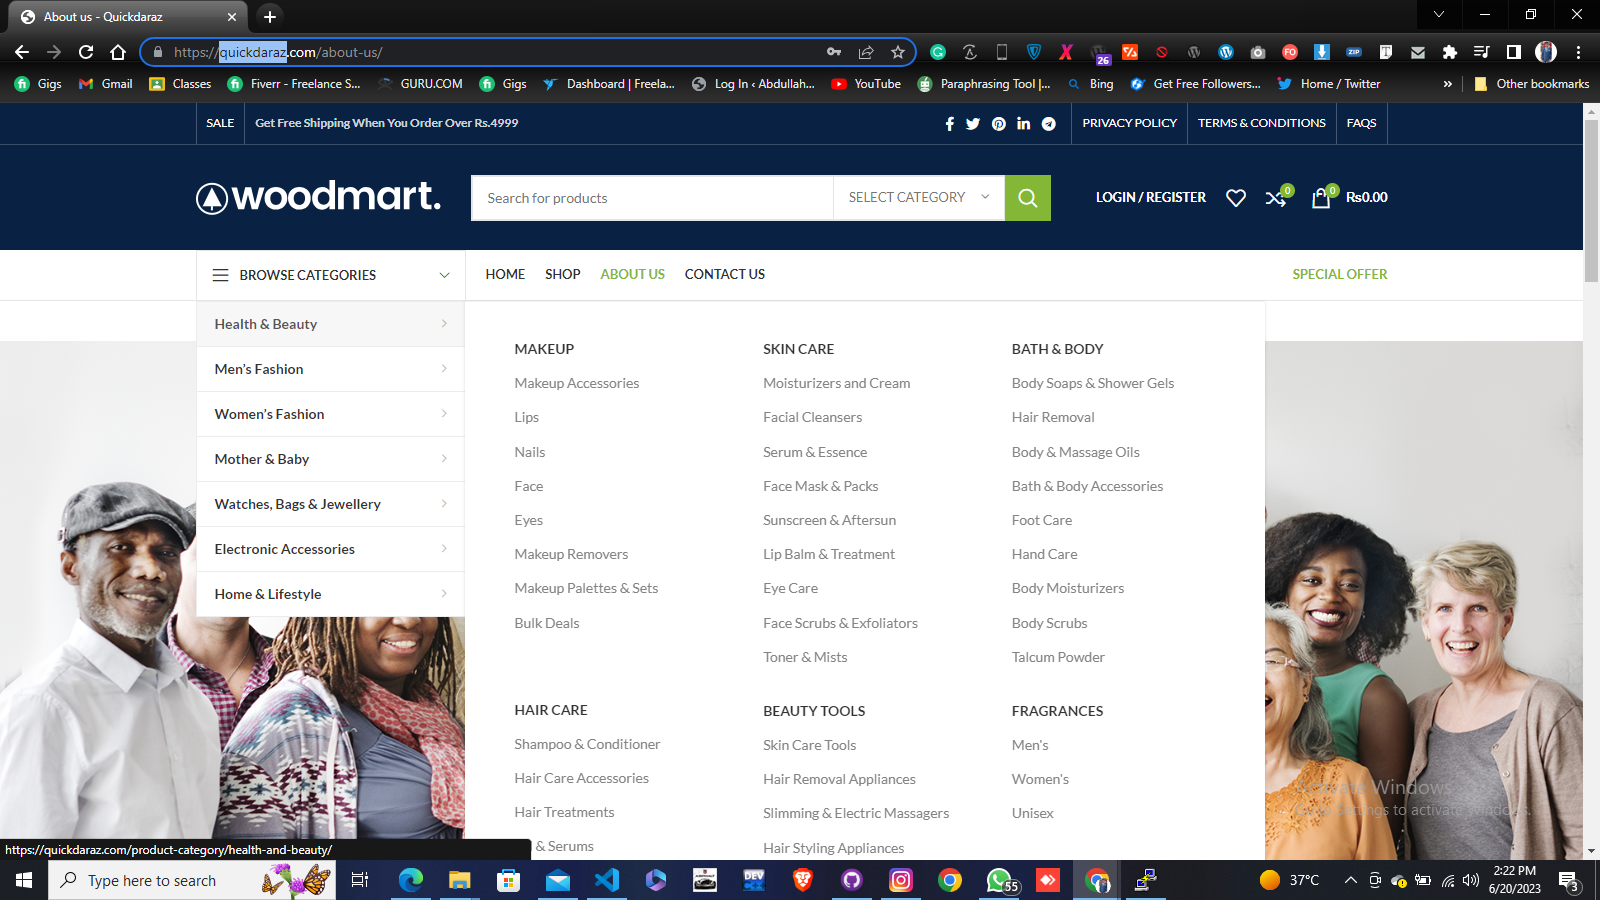 About us - Quickdaraz
https://quickdaraz.com/about-us/
26
FO
ZIP
Gigs
Gmail
Classes
Fiverr - Freelance S...
GURU.COM
Gigs
Dashboard | Freela...
Log In ‹ Abdullah...
YouTube
Paraphrasing Tool |...
Bing
Get Free Followers...
Home / Twitter
»
Other bookmarks
SALE
Get Free Shipping When You Order Over Rs.4999
PRIVACY POLICY
TERMS & CONDITIONS
FAQS
woodmart.
Search for products
SELECT CATEGORY
LOGIN / REGISTER
0
0
₨0.00
BROWSE CATEGORIES
HOME
SHOP
ABOUT US
CONTACT US
SPECIAL OFFER
Health & Beauty
Men's Fashion
Women's Fashion
Mother & Baby
Watches, Bags & Jewellery
Electronic Accessories
Home & Lifestyle
MAKEUP
Makeup Accessories
Lips
Nails
Face
Eyes
Makeup Removers
Makeup Palettes & Sets
Bulk Deals
SKIN CARE
Moisturizers and Cream
Facial Cleansers
Serum & Essence
Face Mask & Packs
Sunscreen & Aftersun
Lip Balm & Treatment
Eye Care
Face Scrubs & Exfoliators
Toner & Mists
BATH & BODY
Body Soaps & Shower Gels
Hair Removal
Body & Massage Oils
Bath & Body Accessories
Foot Care
Hand Care
Body Moisturizers
Body Scrubs
Talcum Powder
HAIR CARE
Shampoo & Conditioner
Hair Care Accessories
Hair Treatments
& Serums
BEAUTY TOOLS
Skin Care Tools
Hair Removal Appliances
Slimming & Electric Massagers
Hair Styling Appliances
FRAGRANCES
Men's
Women's
Unisex
Activate Windows
Go to Settings to activate Windows.
https://quickdaraz.com/product-category/health-and-beauty/
Type here to search
DEV
55
37°C
2:22 PM
6/20/2023
3